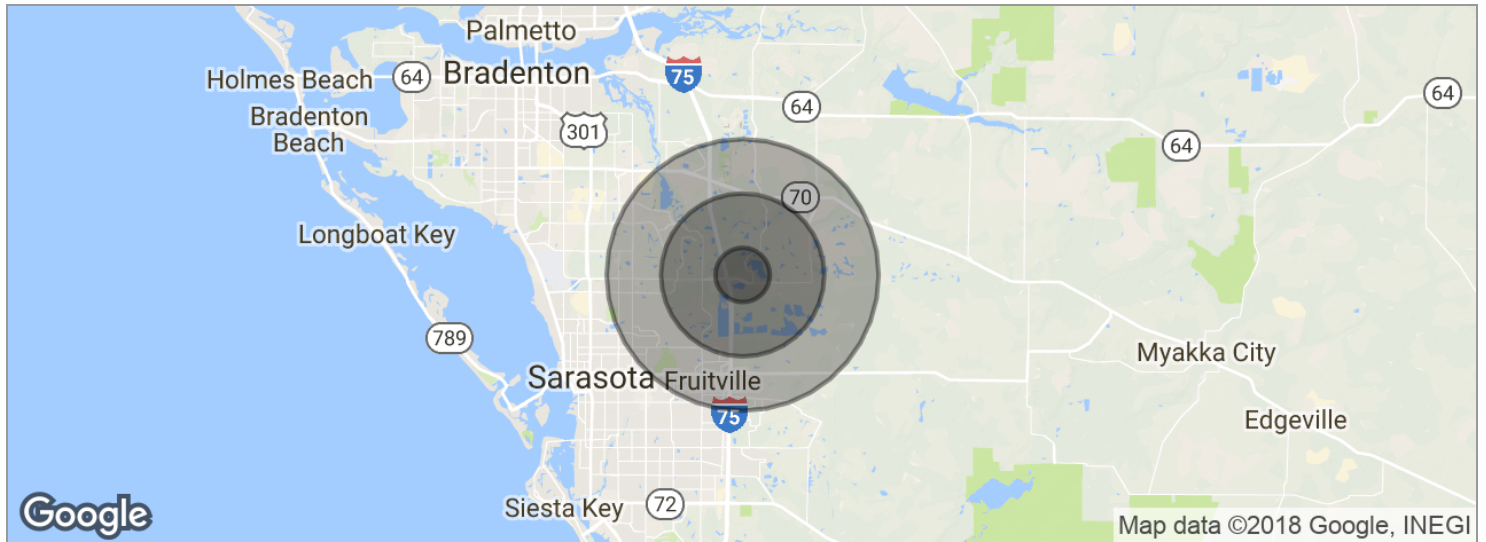 Palmetto
Holmes Beach
64
Bradenton
75
64
64
Bradenton
Beach
301
64
70
Longboat Key
789
Sarasota
Fruitville
Myakka City
75
Edgeville
Siesta Key
72
Google
Map data ©2018 Google, INEGI